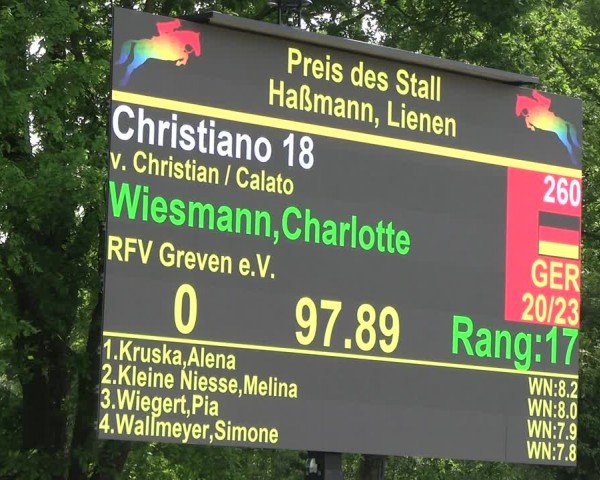 Preis des Stall
Haßmann, Lienen
Christiano 18
v. Christian / Calato
260
Wiesmann,Charlotte
RFV Greven e.V.
GER
20/23
0 97.89 Rang:17
1.Kruska,Alena WN:8.2
2.Kleine Niesse,Melina WN:8.0
3.Wiegert,Pia WN:7.9
4.Wallmeyer,Simone WN:7.8